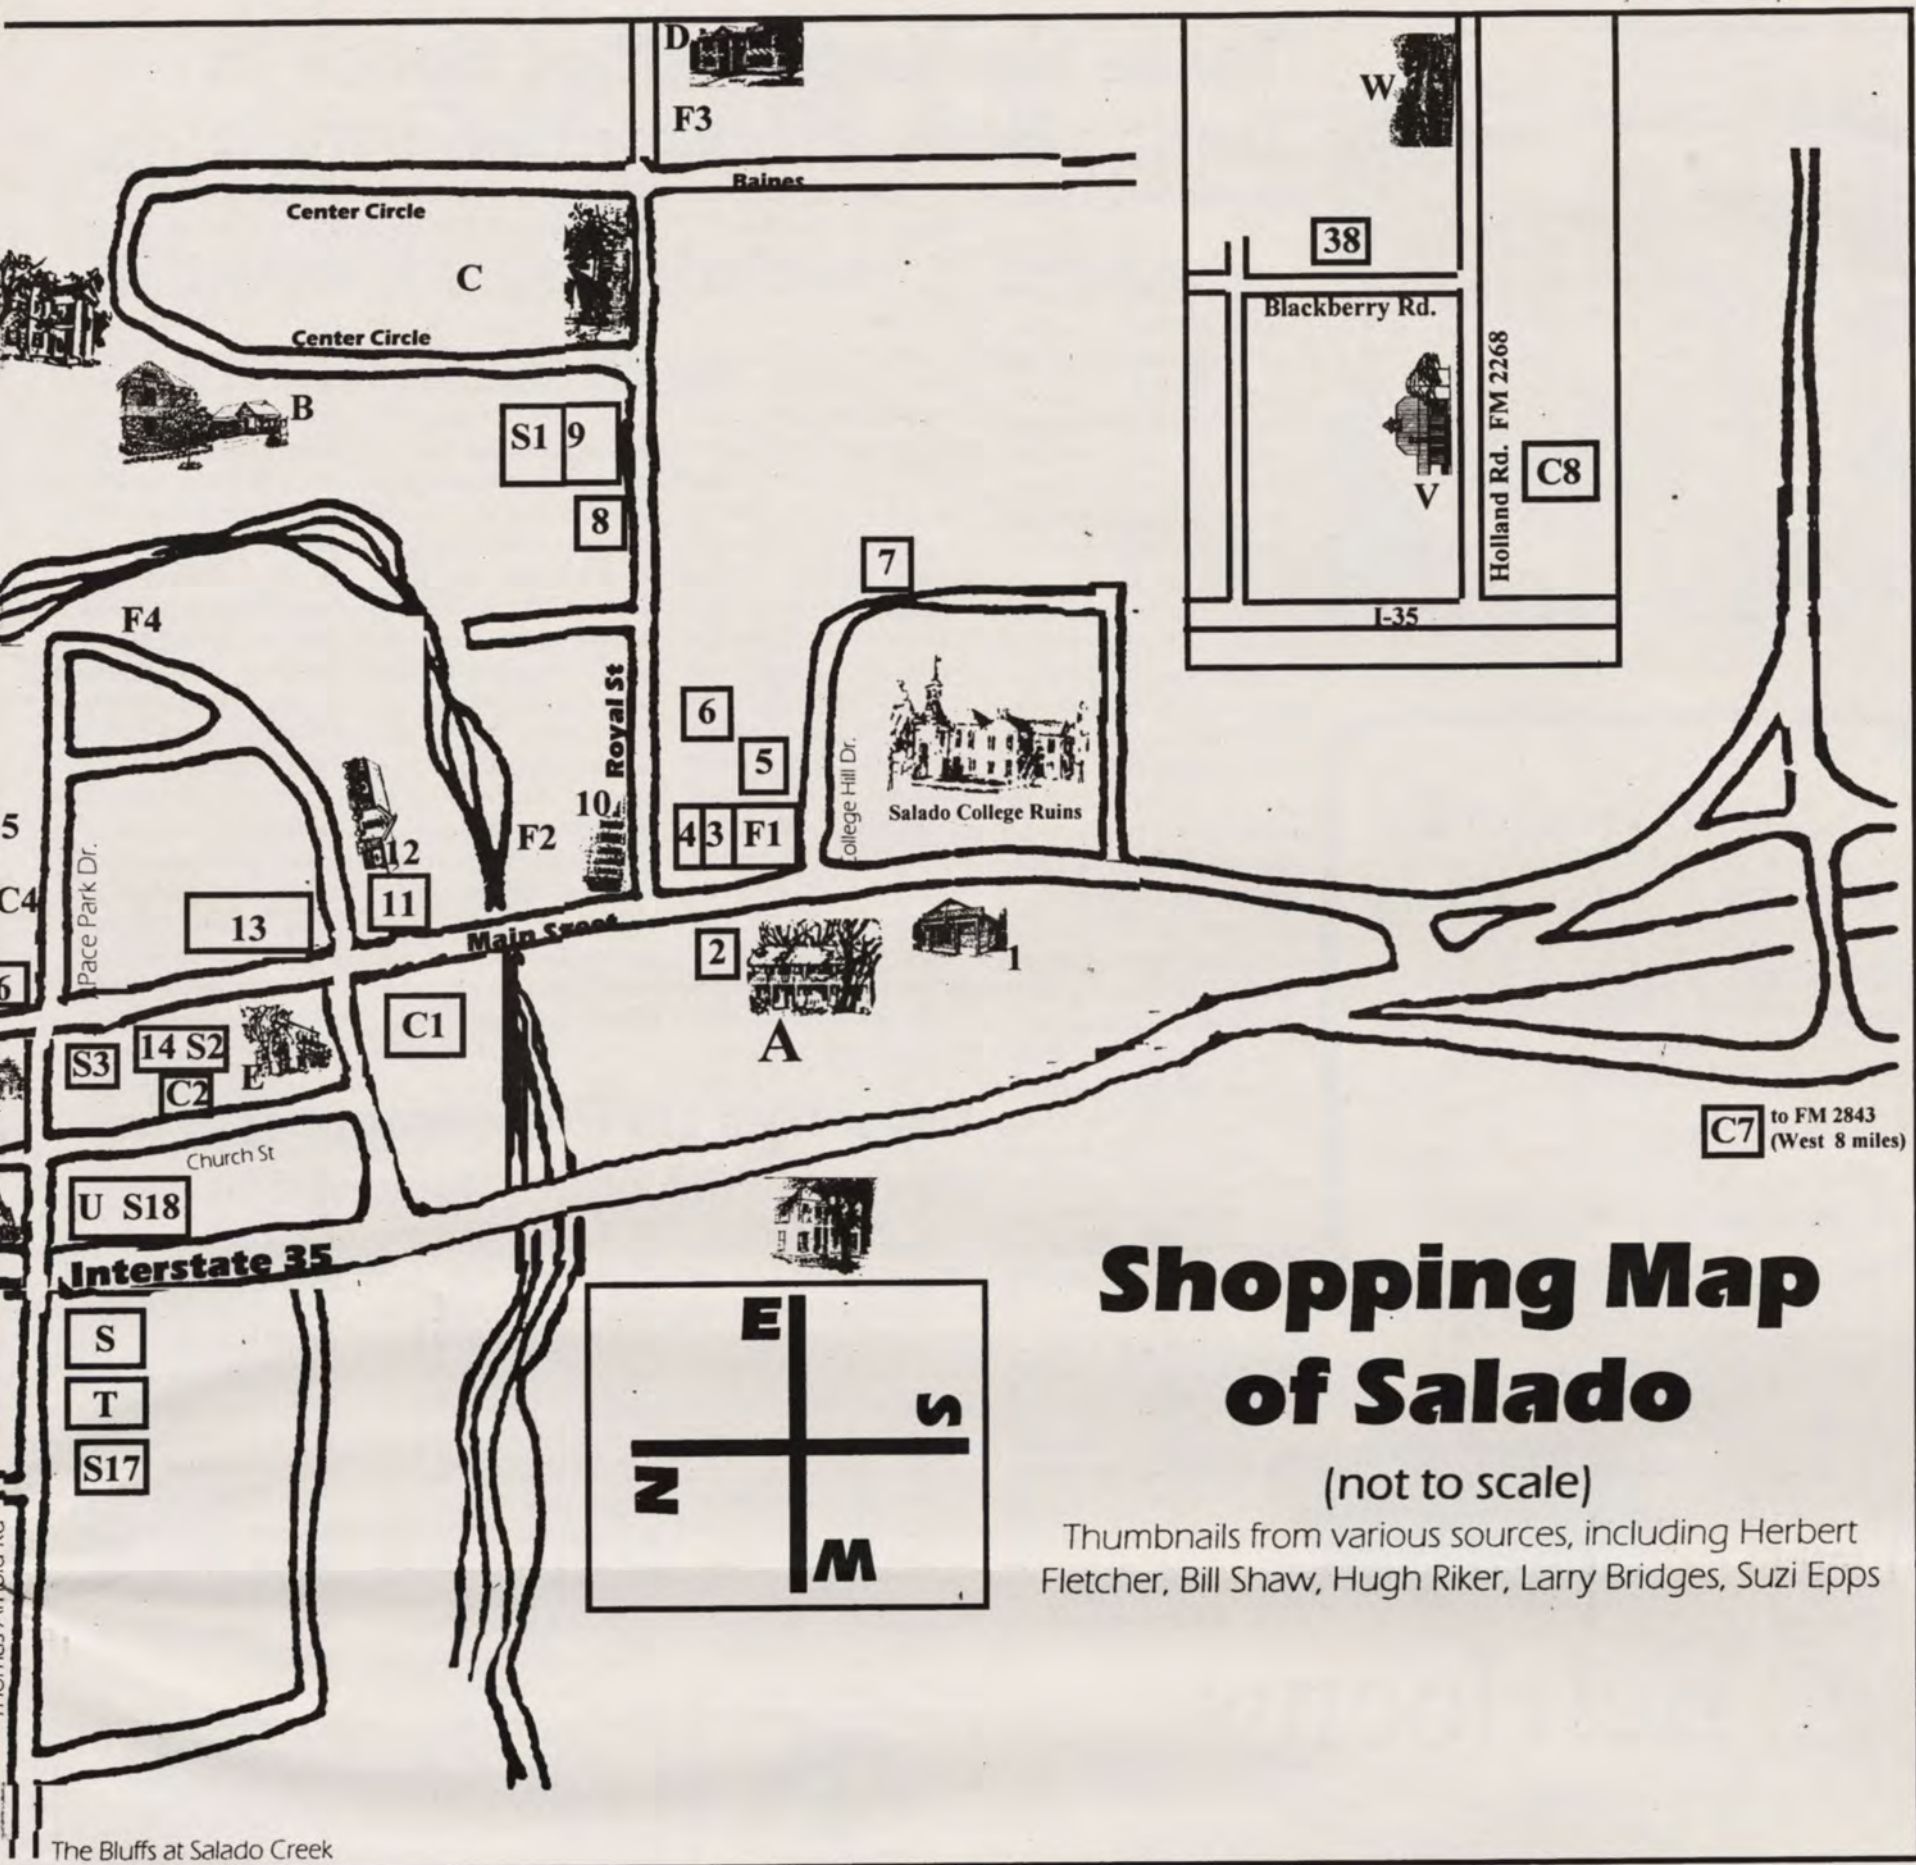 D
F3
W
Raines
Center Circle
38
C
Blackberry Rd.
Center Circle
Holland Rd. FM 2268
B
S1 9
C8
V
8
7
F4
I-35
Royal St
6
5
College Hill Dr.
10
5
4 3 F1
Salado College Ruins
F2
12
Pace Park Dr.
C4
11
13
Main Sreet
2
1
6
C1
14 S2
A
S3
E
C2
C7
to FM 2843
(West 8 miles)
Church St
U S18
Interstate 35
S
T
S17
E
S
N
W
Shopping Map
of Salado
(not to scale)
Thumbnails from various sources, including Herbert
Fletcher, Bill Shaw, Hugh Riker, Larry Bridges, Suzi Epps
The Bluffs at Salado Creek